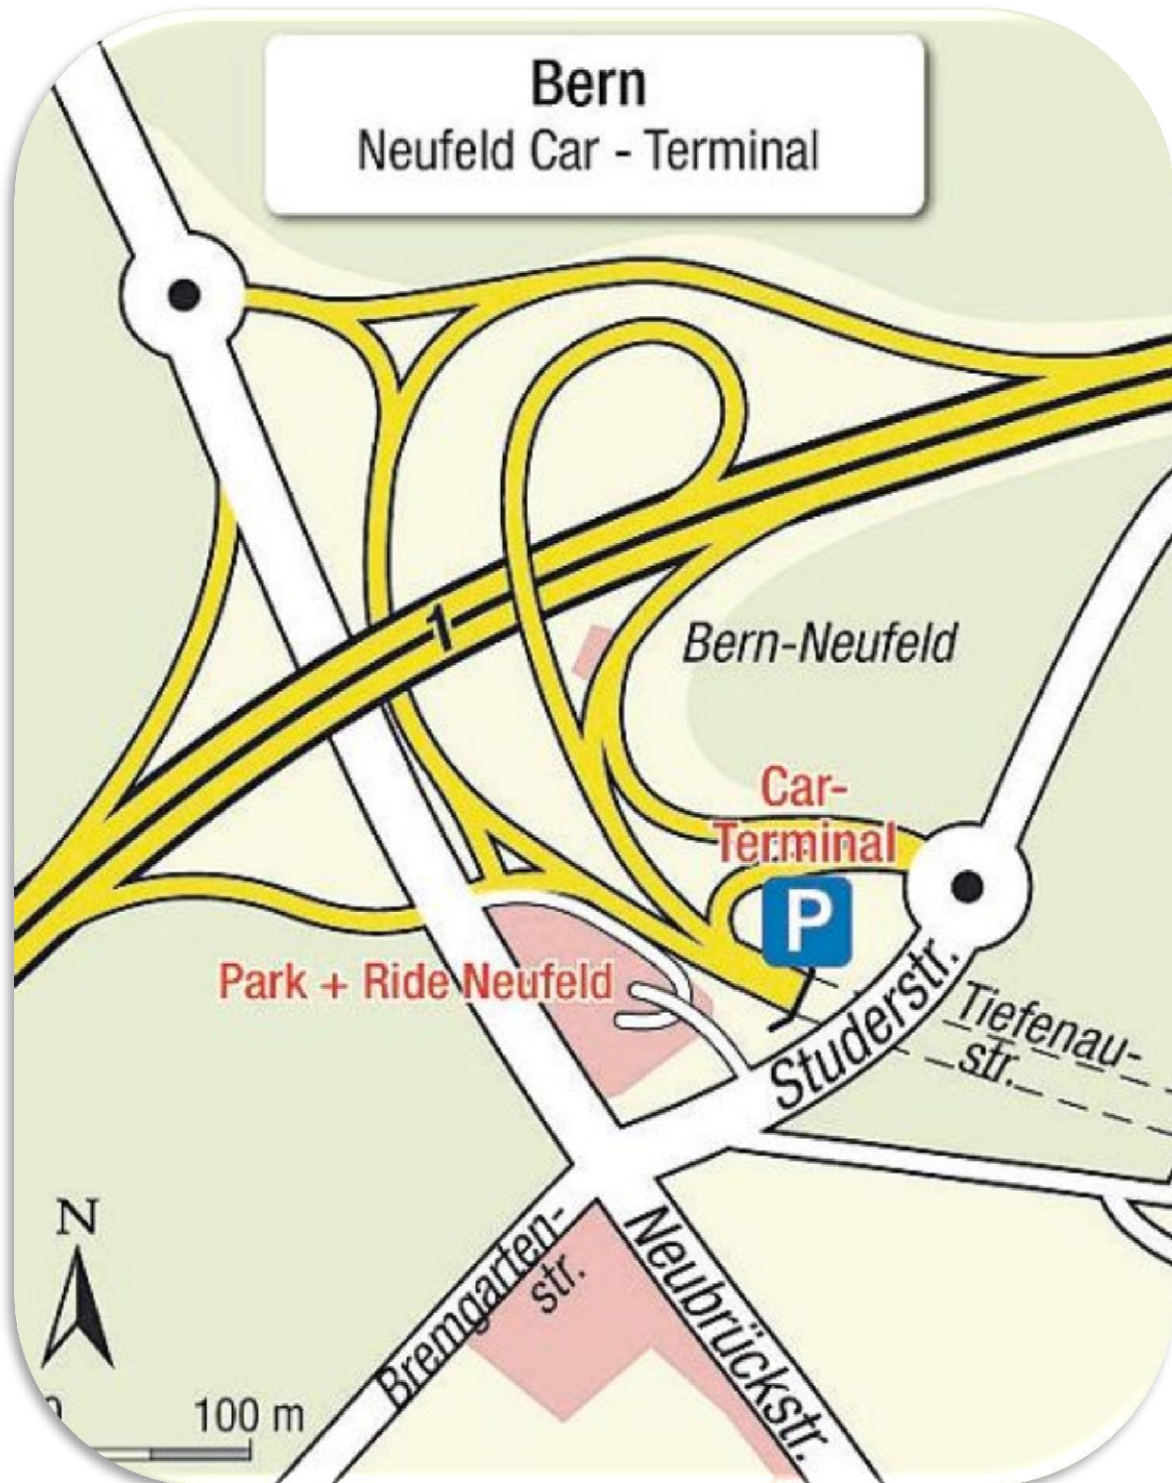 Bern
Neufeld Car - Terminal
1
Bern-Neufeld
Car-
Terminal
P
Park + Ride Neufeld
Studerstr.
Tiefenau-
str.
N
Bremgarten-
str.
Neubrückstr.
0
100 m